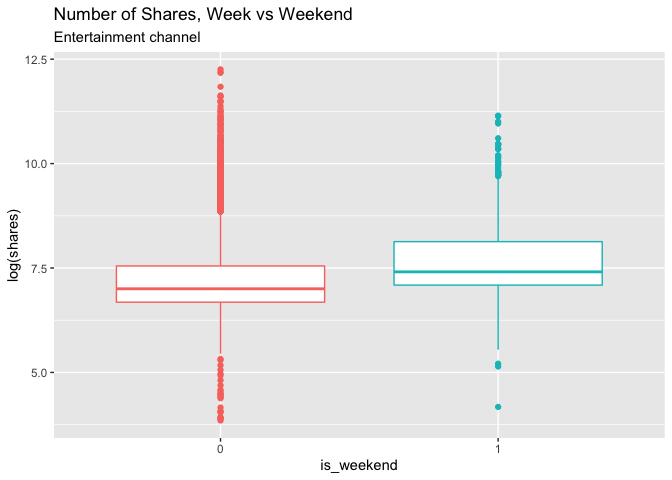 Number of Shares, Week vs Weekend
Entertainment channel
12.5
10.0
7.5
5.0
log(shares)
0 1
is_weekend